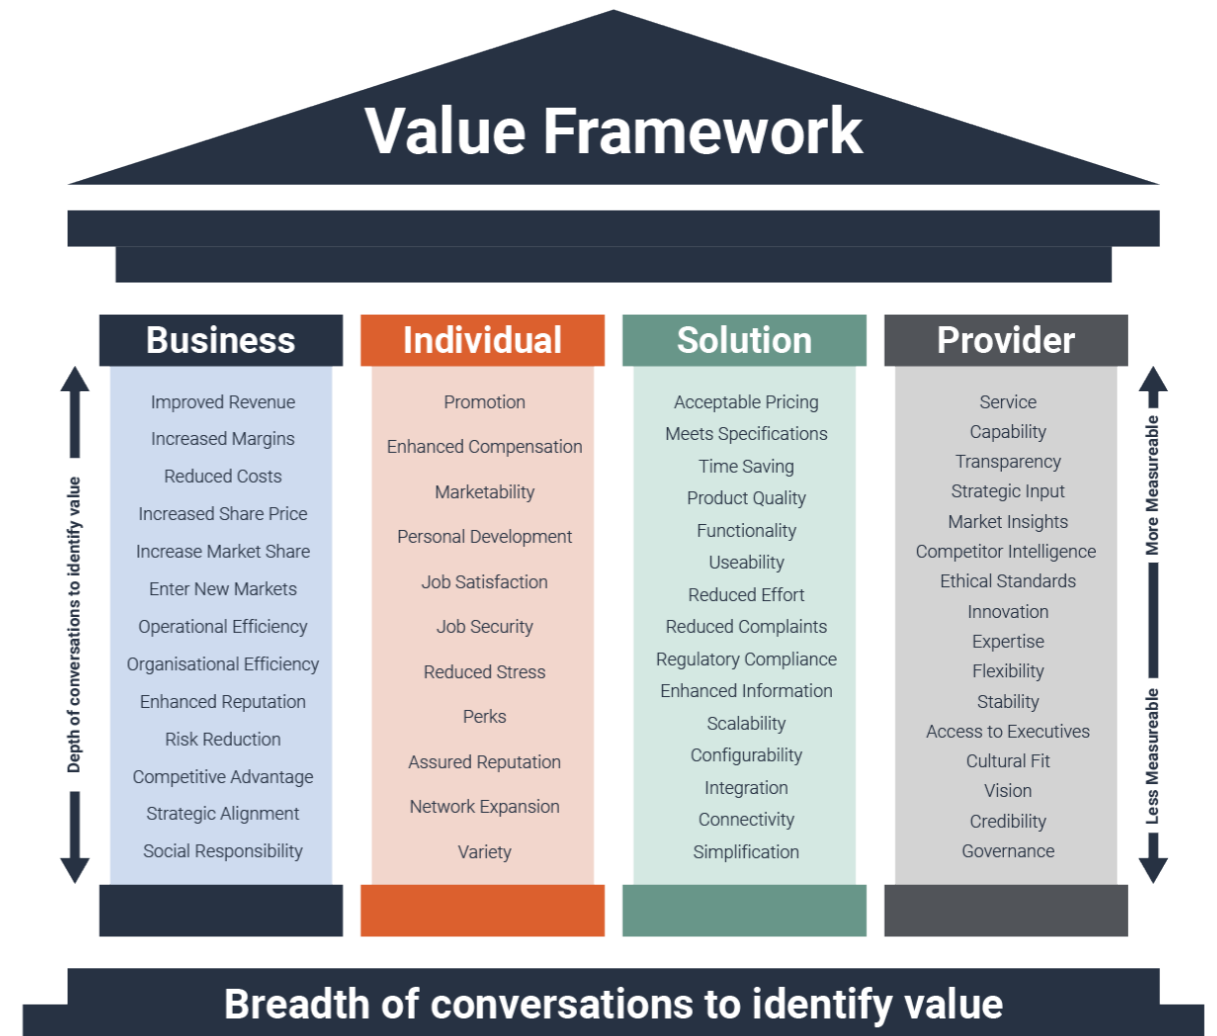 Value Framework
Business
Improved Revenue
Increased Margins
Reduced Costs
Increased Share Price
Increase Market Share
Enter New Markets
Operational Efficiency
Organisational Efficiency
Enhanced Reputation
Risk Reduction
Competitive Advantage
Strategic Alignment
Social Responsibility
Individual
Promotion
Enhanced Compensation
Marketability
Personal Development
Job Satisfaction
Job Security
Reduced Stress
Perks
Assured Reputation
Network Expansion
Variety
Solution
Acceptable Pricing
Meets Specifications
Time Saving
Product Quality
Functionality
Useability
Reduced Effort
Reduced Complaints
Regulatory Compliance
Enhanced Information
Scalability
Configurability
Integration
Connectivity
Simplification
Provider
Service
Capability
Transparency
Strategic Input
Market Insights
Competitor Intelligence
Ethical Standards
Innovation
Expertise
Flexibility
Stability
Access to Executives
Cultural Fit
Vision
Credibility
Governance
Depth of conversations to identify value
More Measureable
Less Measureable
Breadth of conversations to identify value